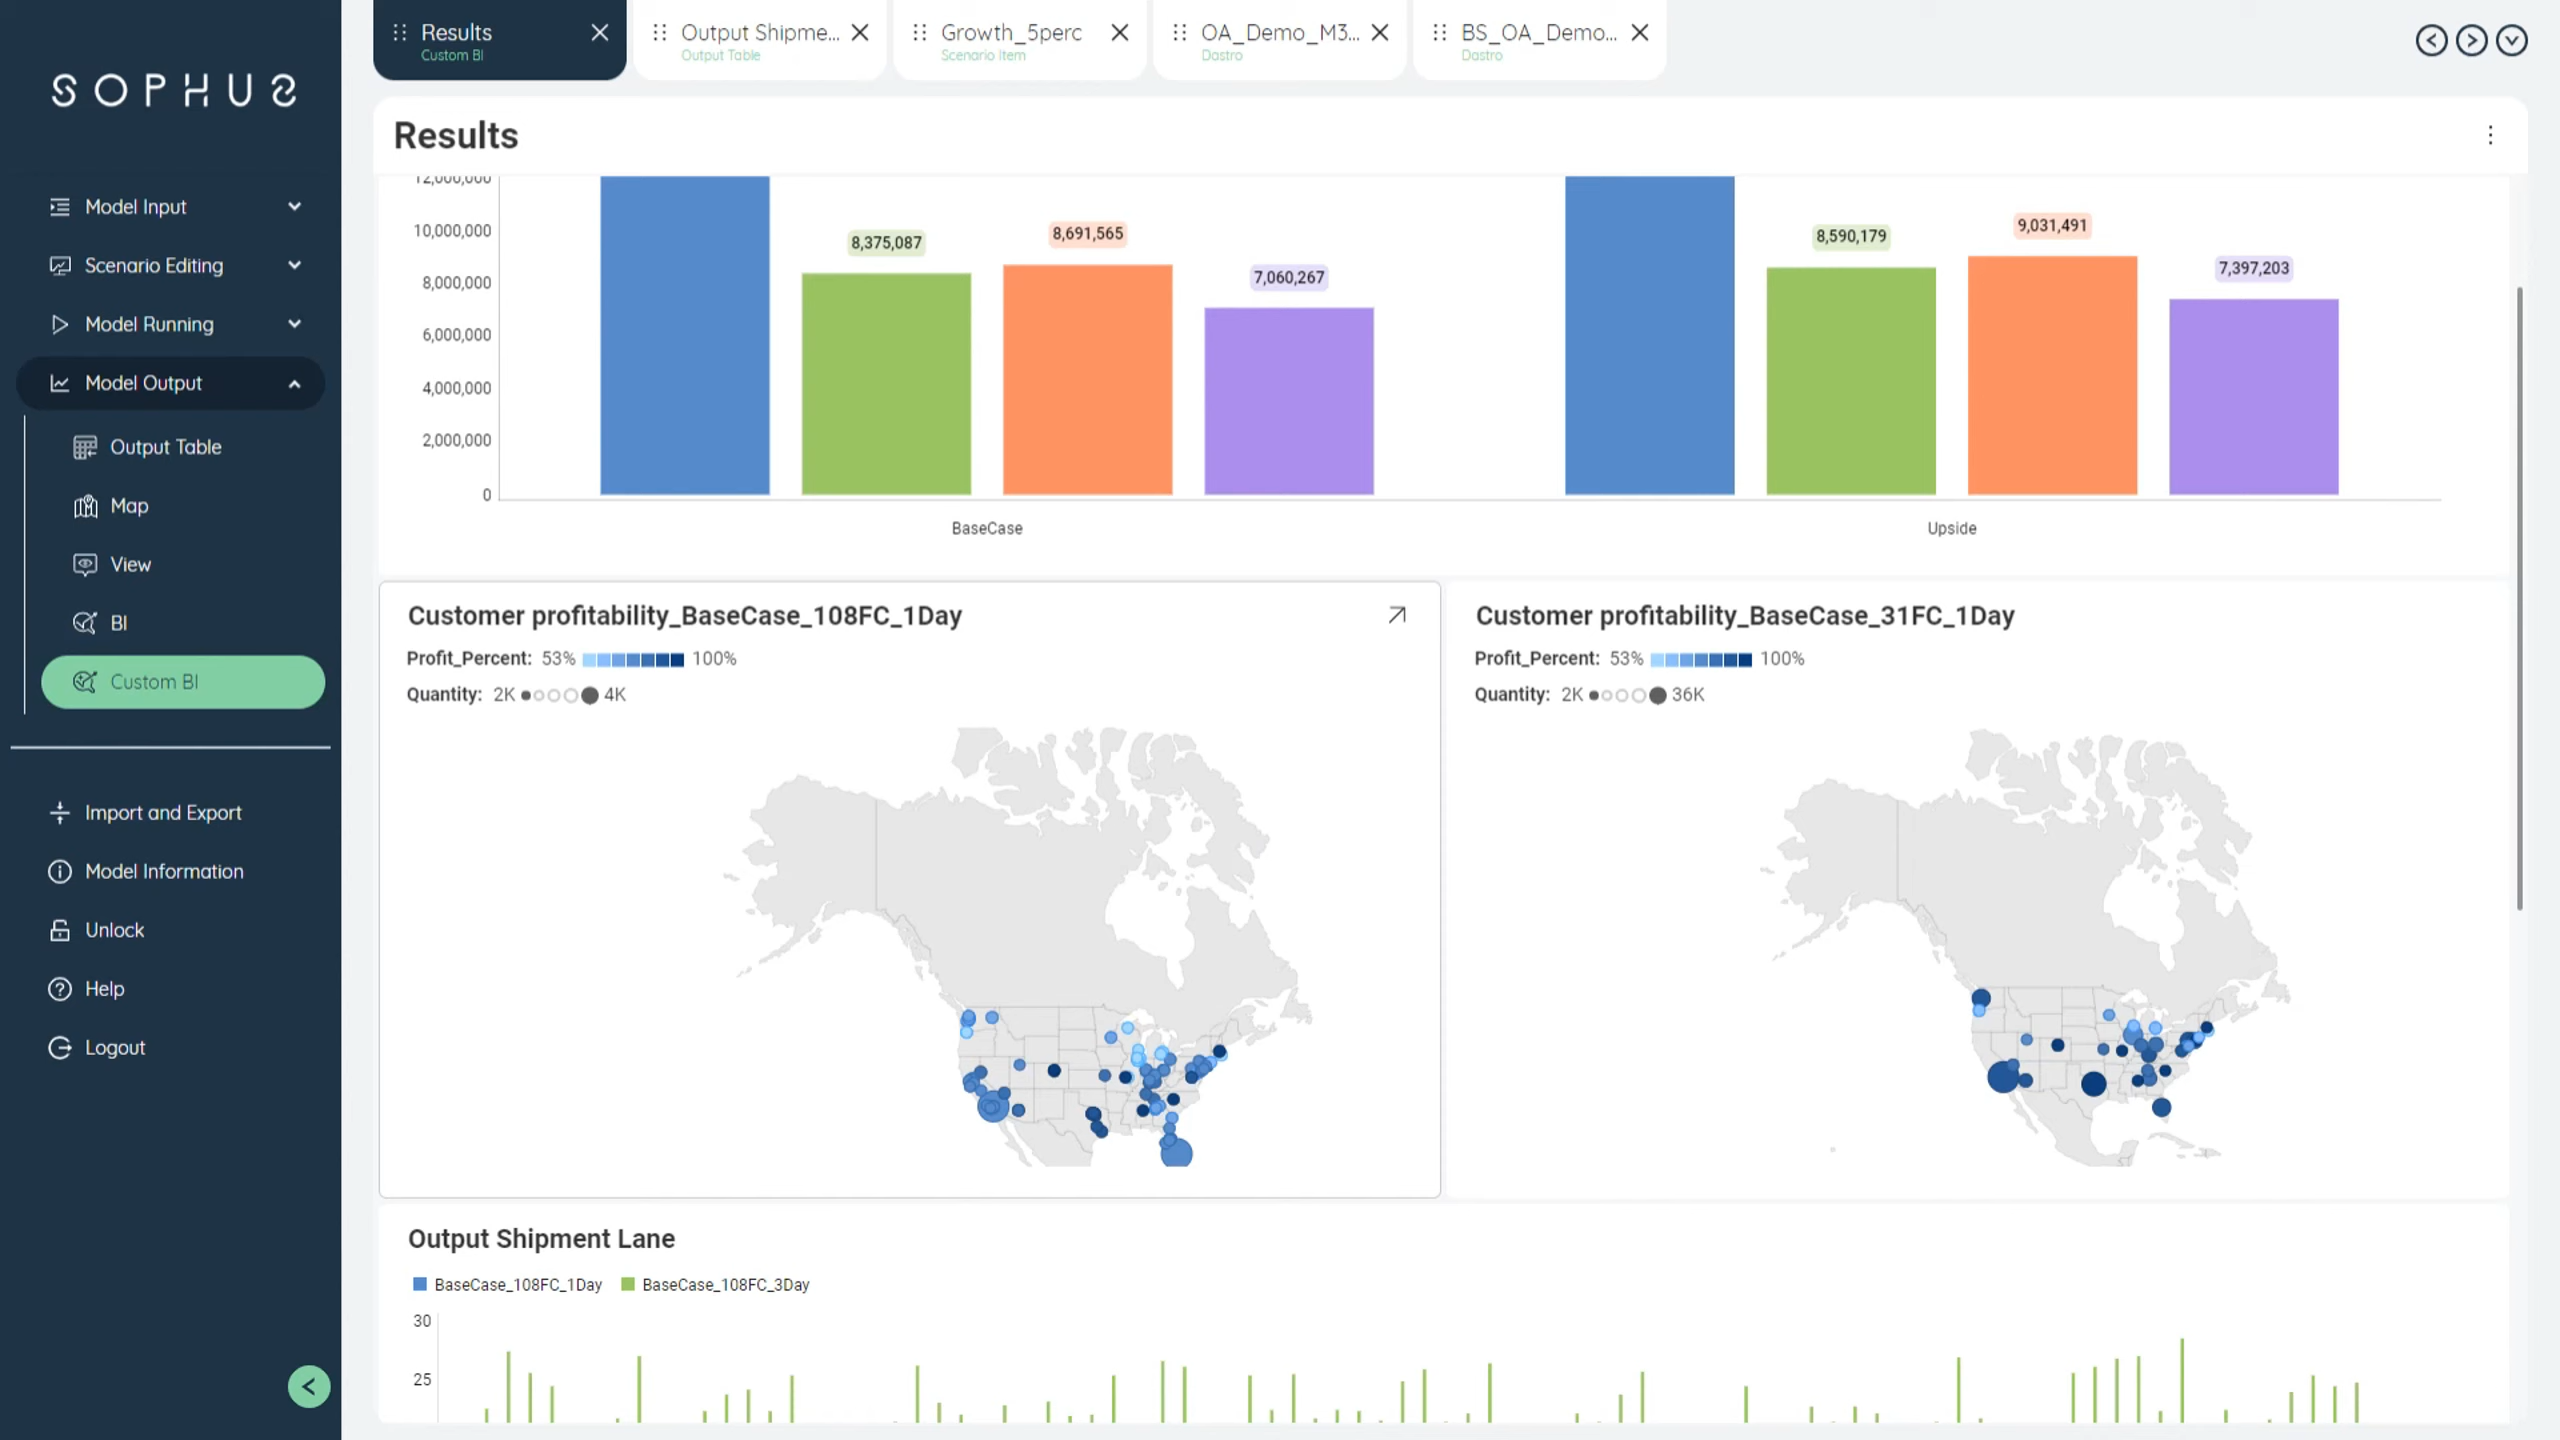 SOPHUS
Model Input
Scenario Editing
Model Running
Model Output
Output Table
Map
View
BI
Custom BI
Import and Export
Model Information
Unlock
Help
Logout
Results
Custom BI
Output Shipme...
Output Table
Growth_5perc
Scenario Item
OA_Demo_M3...
Dastro
BS_OA_Demo...
Dastro
Results
12,000,000
10,000,000
8,000,000
6,000,000
4,000,000
2,000,000
0
8,375,087
8,691,565
7,060,267
8,590,179
9,031,491
7,397,203
BaseCase
Upside
Customer profitability_BaseCase_108FC_1Day
Profit_Percent: 53% 100%
Quantity: 2K 4K
Customer profitability_BaseCase_31FC_1Day
Profit_Percent: 53% 100%
Quantity: 2K 36K
Output Shipment Lane
BaseCase_108FC_1Day BaseCase_108FC_3Day
30
25